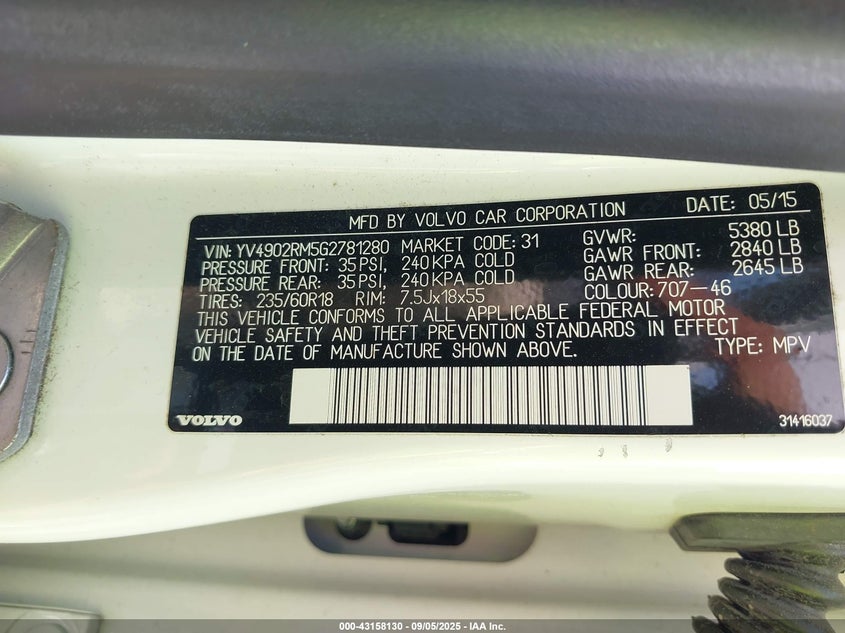 MFD BY VOLVO CAR CORPORATION DATE: 05/15
VIN: YV4902RM5G2781280 MARKET CODE: 31 GVWR: 5380 LB
PRESSURE FRONT: 35 PSI, 240 KPA COLD GAWR FRONT: 2840 LB
PRESSURE REAR: 35 PSI, 240 KPA COLD GAWR REAR: 2645 LB
TIRES: 235/60R18 RIM: 7.5Jx18x55 COLOUR: 707-46
THIS VEHICLE CONFORMS TO ALL APPLICABLE FEDERAL MOTOR
VEHICLE SAFETY AND THEFT PREVENTION STANDARDS IN EFFECT
ON THE DATE OF MANUFACTURE SHOWN ABOVE. TYPE: MPV
VOLVO 31416037
000-43158130 - 09/05/2025 - IAA Inc.